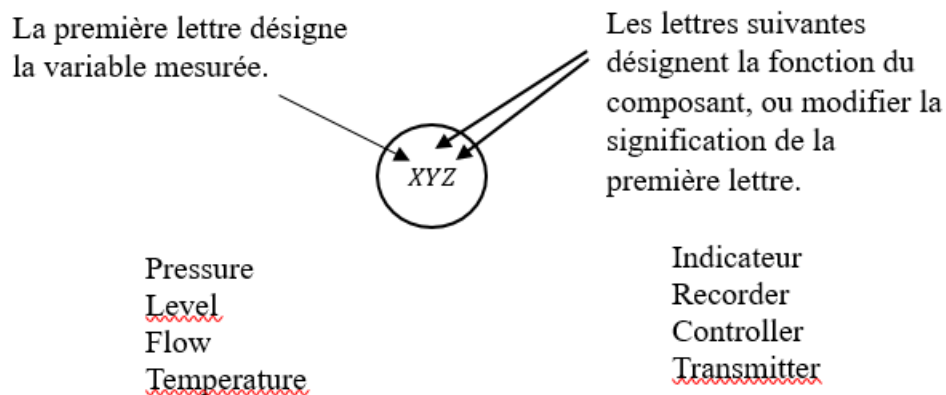 La première lettre désigne
la variable mesurée.
Les lettres suivantes
désignent la fonction du
composant, ou modifier la
signification de la
première lettre.
XYZ
Pressure
Level
Flow
Temperature
Indicateur
Recorder
Controller
Transmitter